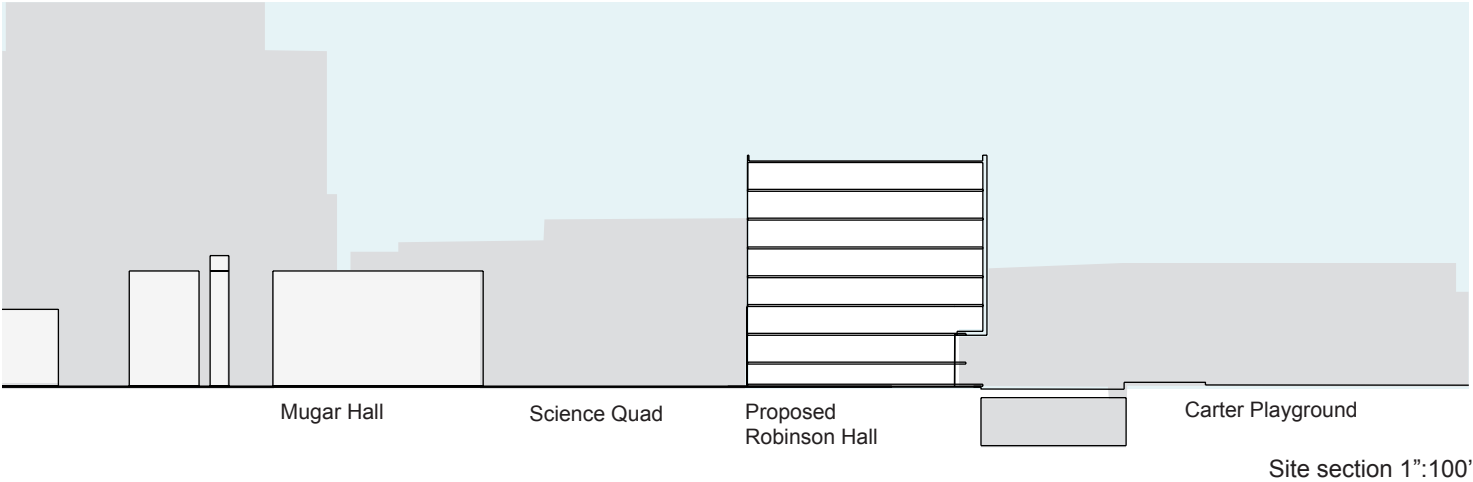 Mugar Hall
Science Quad
Proposed
Robinson Hall
Carter Playground
Site section 1”:100’